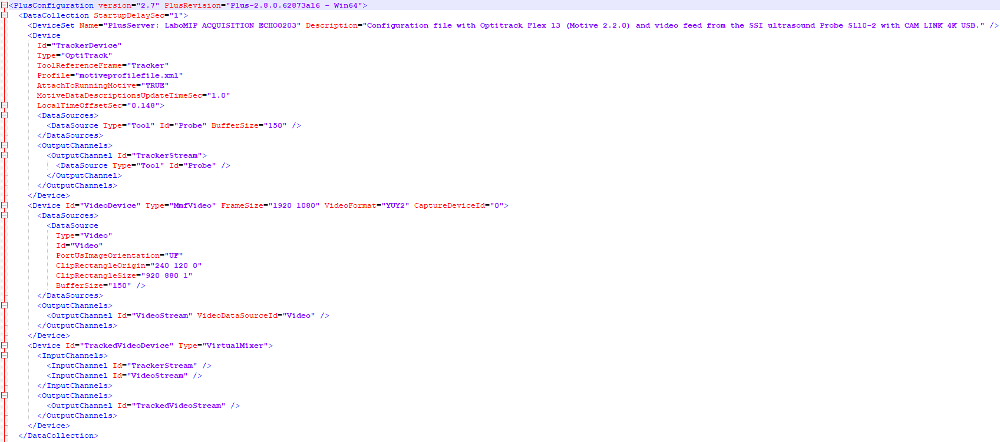 <PlusConfiguration version="2.7" PlusRevision="Plus-2.8.0.62873a16 - Win64">
<DataCollection StartupDelaySec="1">
<DeviceSet Name="PlusServer: LaboMIP ACQUISITION ECHO0203" Description="Configuration file with Optitrack Flex 13 (Motive 2.2.0) and video feed from the SSI ultrasound Probe SL10-2 with CAM LINK 4K USB." />
<Device
Id="TrackerDevice"
Type="OptiTrack"
ToolReferenceFrame="Tracker"
Profile="motiveprofilefile.xml"
AttachToRunningMotive="TRUE"
MotiveDataDescriptionsUpdateTimeSec="1.0"
LocalTimeOffsetSec="0.148">
<DataSources>
<DataSource Type="Tool" Id="Probe" BufferSize="150" />
</DataSources>
<OutputChannels>
<OutputChannel Id="TrackerStream">
<DataSource Type="Tool" Id="Probe" />
</OutputChannel>
</OutputChannels>
</Device>
<Device Id="VideoDevice" Type="MmfVideo" FrameSize="1920 1080" VideoFormat="YUY2" CaptureDeviceId="0">
<DataSources>
<DataSource
Type="Video"
Id="Video"
PortUsImageOrientation="UF"
ClipRectangleOrigin="240 120 0"
ClipRectangleSize="920 880 1"
BufferSize="150" />
</DataSources>
<OutputChannels>
<OutputChannel Id="VideoStream" VideoDataSourceId="Video" />
</OutputChannels>
</Device>
<Device Id="TrackedVideoDevice" Type="VirtualMixer">
<InputChannels>
<InputChannel Id="TrackerStream" />
<InputChannel Id="VideoStream" />
</InputChannels>
<OutputChannels>
<OutputChannel Id="TrackedVideoStream" />
</OutputChannels>
</Device>
</DataCollection>